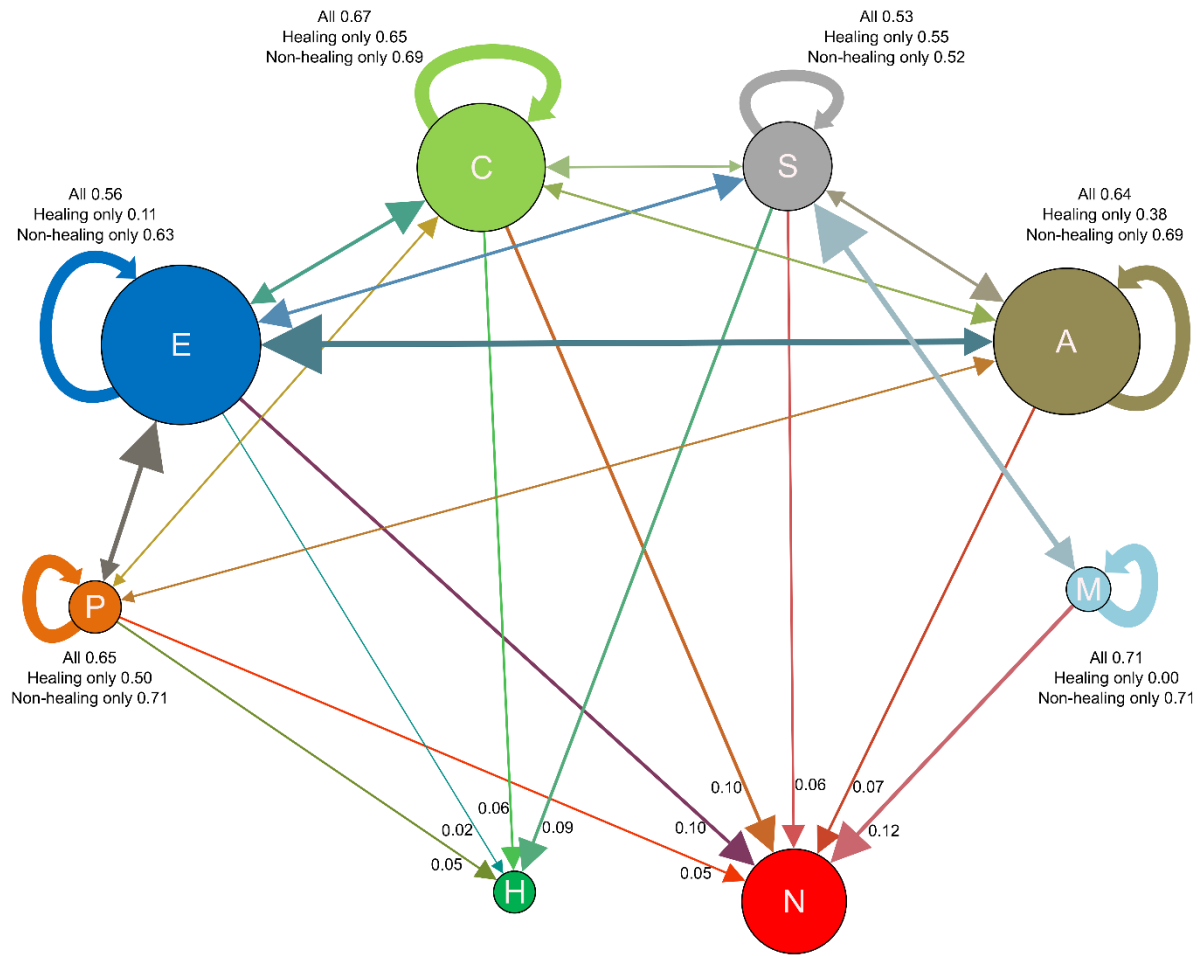 All 0.67
Healing only 0.65
Non-healing only 0.69
All 0.53
Healing only 0.55
Non-healing only 0.52
C
S
All 0.56
Healing only 0.11
Non-healing only 0.63
All 0.64
Healing only 0.38
Non-healing only 0.69
E
A
P
M
All 0.65
Healing only 0.50
Non-healing only 0.71
All 0.71
Healing only 0.00
Non-healing only 0.71
0.05
0.02
0.06
0.09
0.05
0.10
0.10
0.06
0.07
0.12
H
N